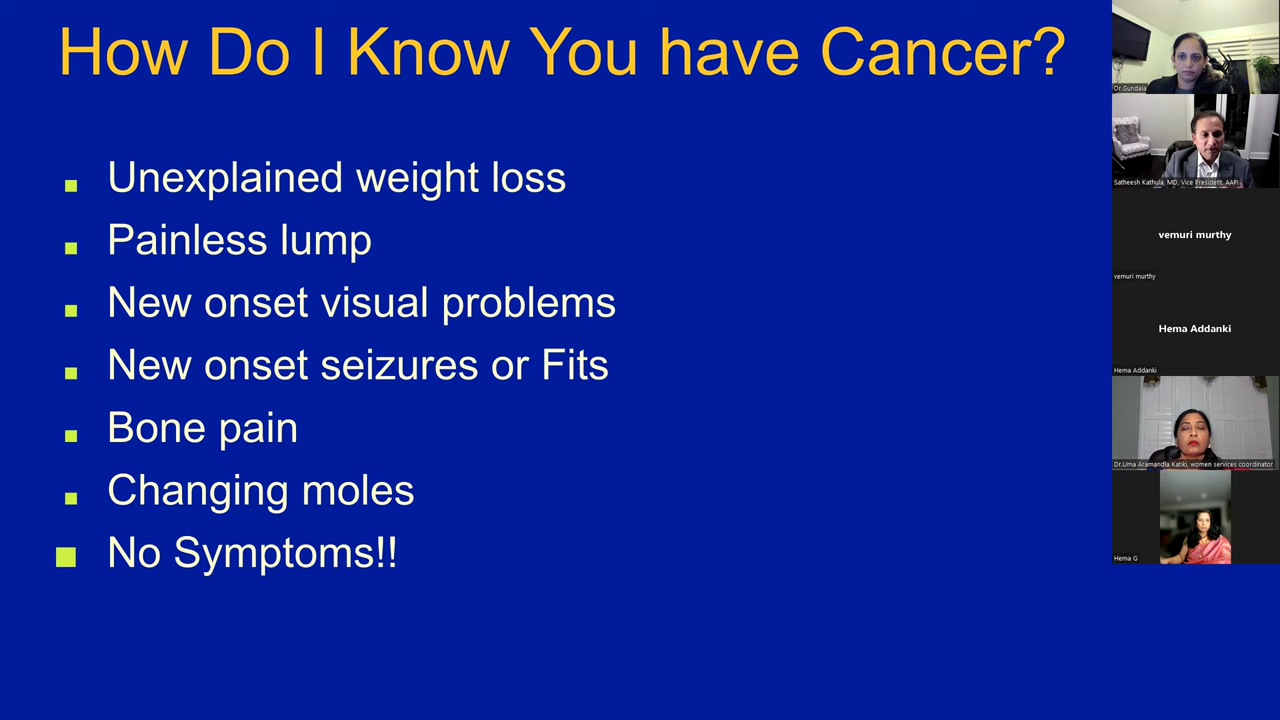 How Do I Know You have Cancer?
Unexplained weight loss
Painless lump
New onset visual problems
New onset seizures or Fits
Bone pain
Changing moles
No Symptoms!!
Dr.Gundala
Satheesh Kathula, MD, Vice President, AAPI
vemuri murthy
vemuri murthy
Hema Addanki
Hema Addanki
Dr.Uma Aramandla Katiki, women services coordinator
Hema G